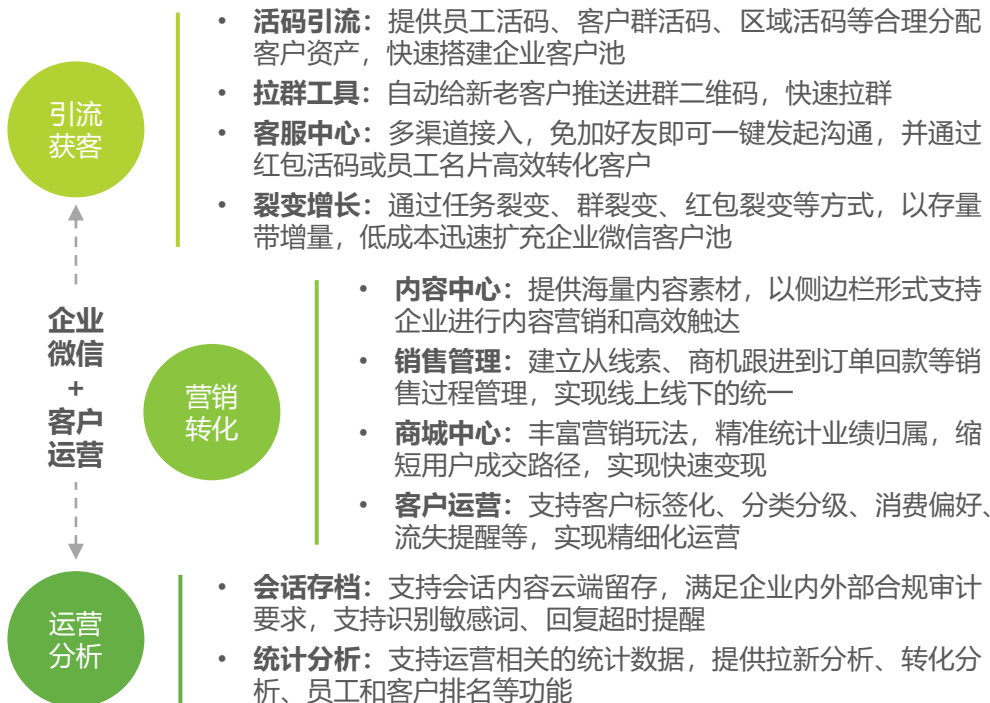 引流
获客
• 活码引流：提供员工活码、客户群活码、区域活码等合理分配
客户资产，快速搭建企业客户池
• 拉群工具：自动给新老客户推送进群二维码，快速拉群
• 客服中心：多渠道接入，免加好友即可一键发起沟通，并通过
红包活码或员工名片高效转化客户
• 裂变增长：通过任务裂变、群裂变、红包裂变等方式，以存量
带增量，低成本迅速扩充企业微信客户池
企业
微信
+
客户
运营
营销
转化
• 内容中心：提供海量内容素材，以侧边栏形式支持
企业进行内容营销和高效触达
• 销售管理：建立从线索、商机跟进到订单回款等销
售过程管理，实现线上线下的统一
• 商城中心：丰富营销玩法，精准统计业绩归属，缩
短用户成交路径，实现快速变现
• 客户运营：支持客户标签化、分类分级、消费偏好、
流失提醒等，实现精细化运营
运营
分析
• 会话存档：支持会话内容云端留存，满足企业内外部合规审计
要求，支持识别敏感词、回复超时提醒
• 统计分析：支持运营相关的统计数据，提供拉新分析、转化分
析、员工和客户排名等功能